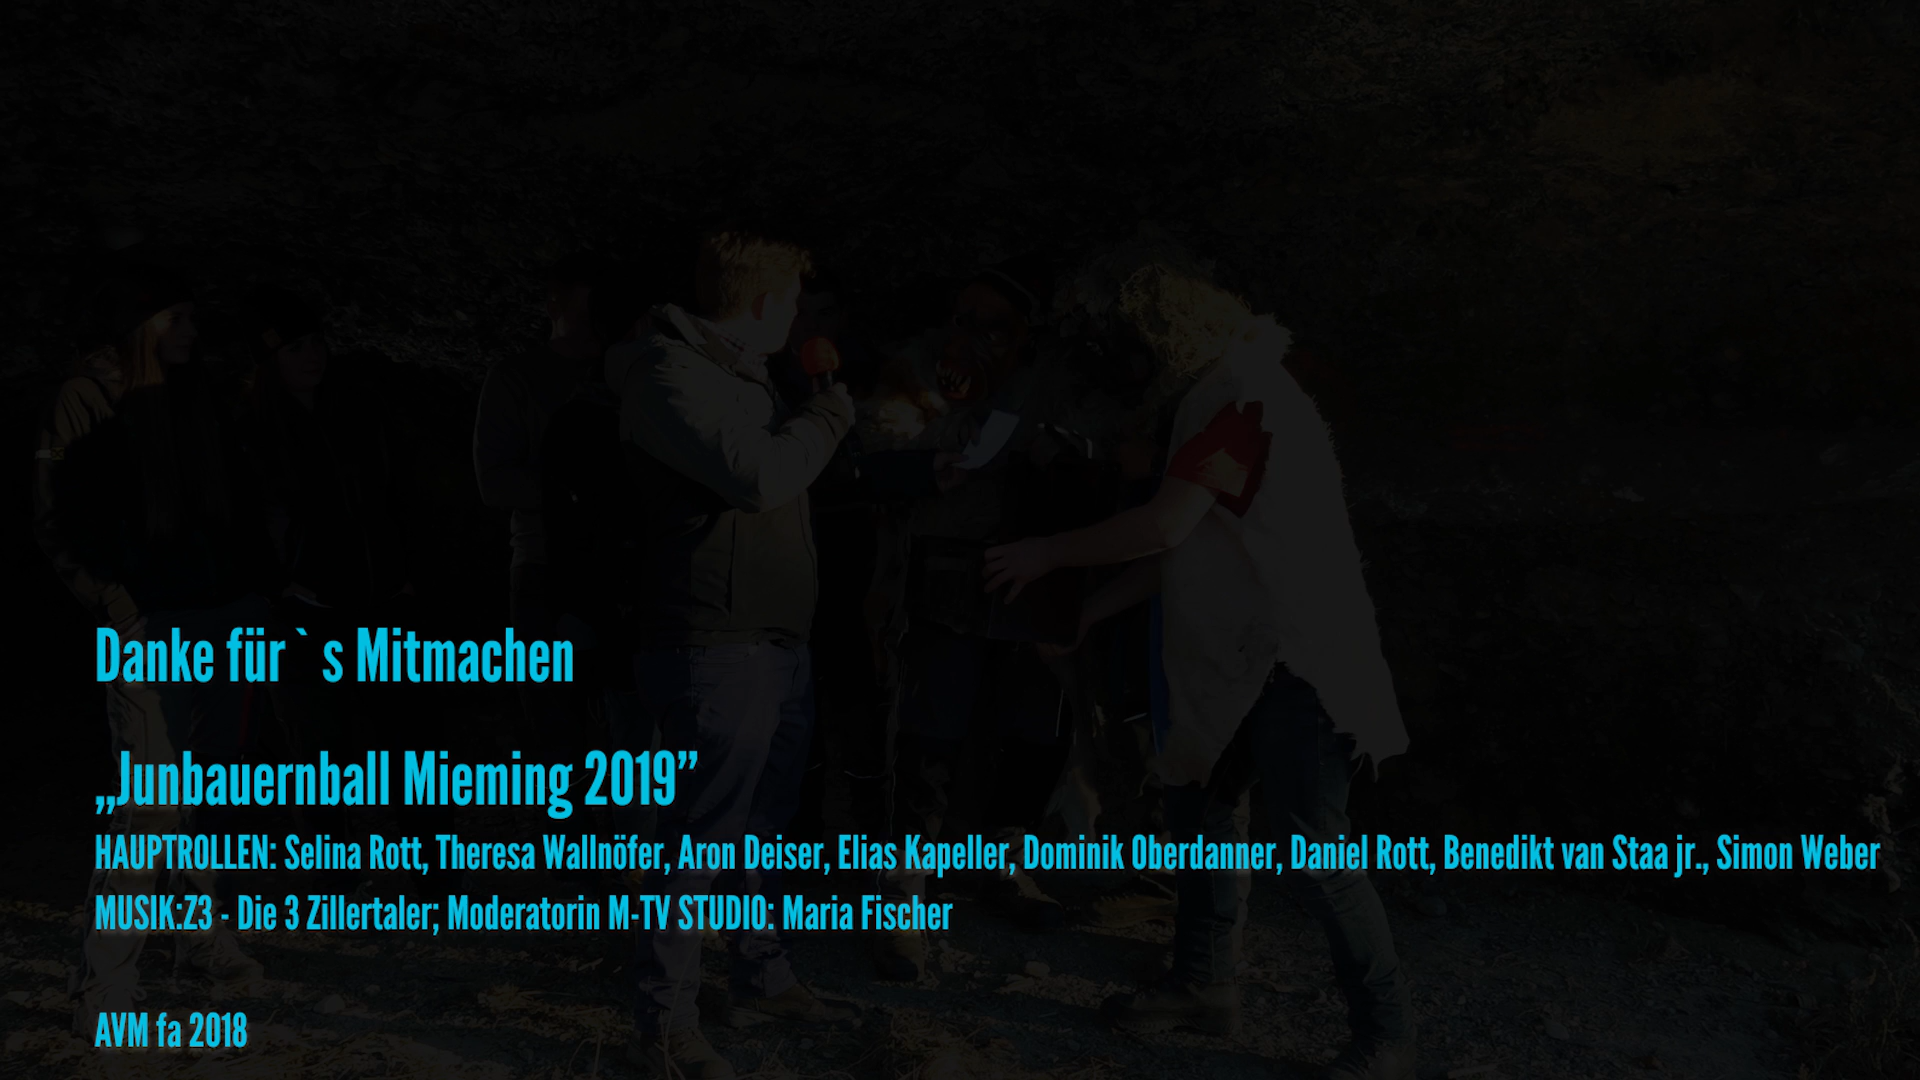 Danke für ` s Mitmachen
„Junbauernball Mieming 2019”
HAUPTROLLEN: Selina Rott, Theresa Wallnöfer, Aron Deiser, Elias Kapeller, Dominik Oberdanner, Daniel Rott, Benedikt van Staa jr., Simon Weber
MUSIK:Z3 - Die 3 Zillertaler; Moderatorin M-TV STUDIO: Maria Fischer
AVM fa 2018